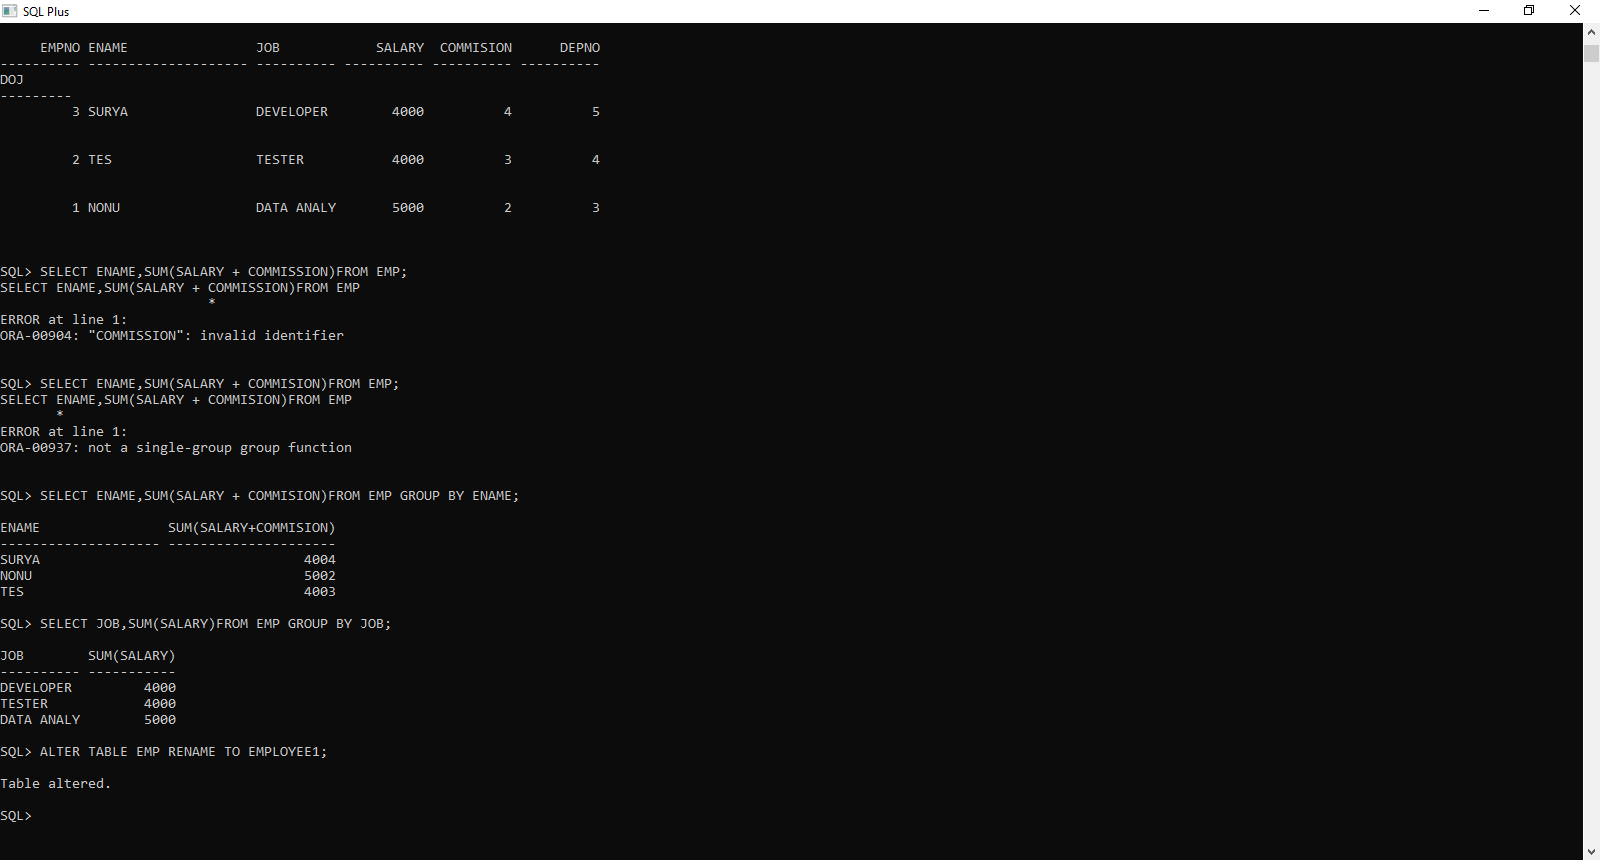 SQL Plus
EMPNO ENAME JOB SALARY COMMISION DEPNO
---------- -------------------- ---------- ---------- ---------- ----------
DOJ
---------
3 SURYA DEVELOPER 4000 4 5
2 TES TESTER 4000 3 4
1 NONU DATA ANALY 5000 2 3
SQL> SELECT ENAME,SUM(SALARY + COMMISSION)FROM EMP;
SELECT ENAME,SUM(SALARY + COMMISSION)FROM EMP
*
ERROR at line 1:
ORA-00904: "COMMISSION": invalid identifier
SQL> SELECT ENAME,SUM(SALARY + COMMISION)FROM EMP;
SELECT ENAME,SUM(SALARY + COMMISION)FROM EMP
*
ERROR at line 1:
ORA-00937: not a single-group group function
SQL> SELECT ENAME,SUM(SALARY + COMMISION)FROM EMP GROUP BY ENAME;
ENAME SUM(SALARY+COMMISION)
-------------------- ---------------------
SURYA 4004
NONU 5002
TES 4003
SQL> SELECT JOB,SUM(SALARY)FROM EMP GROUP BY JOB;
JOB SUM(SALARY)
---------- -----------
DEVELOPER 4000
TESTER 4000
DATA ANALY 5000
SQL> ALTER TABLE EMP RENAME TO EMPLOYEE1;
Table altered.
SQL>